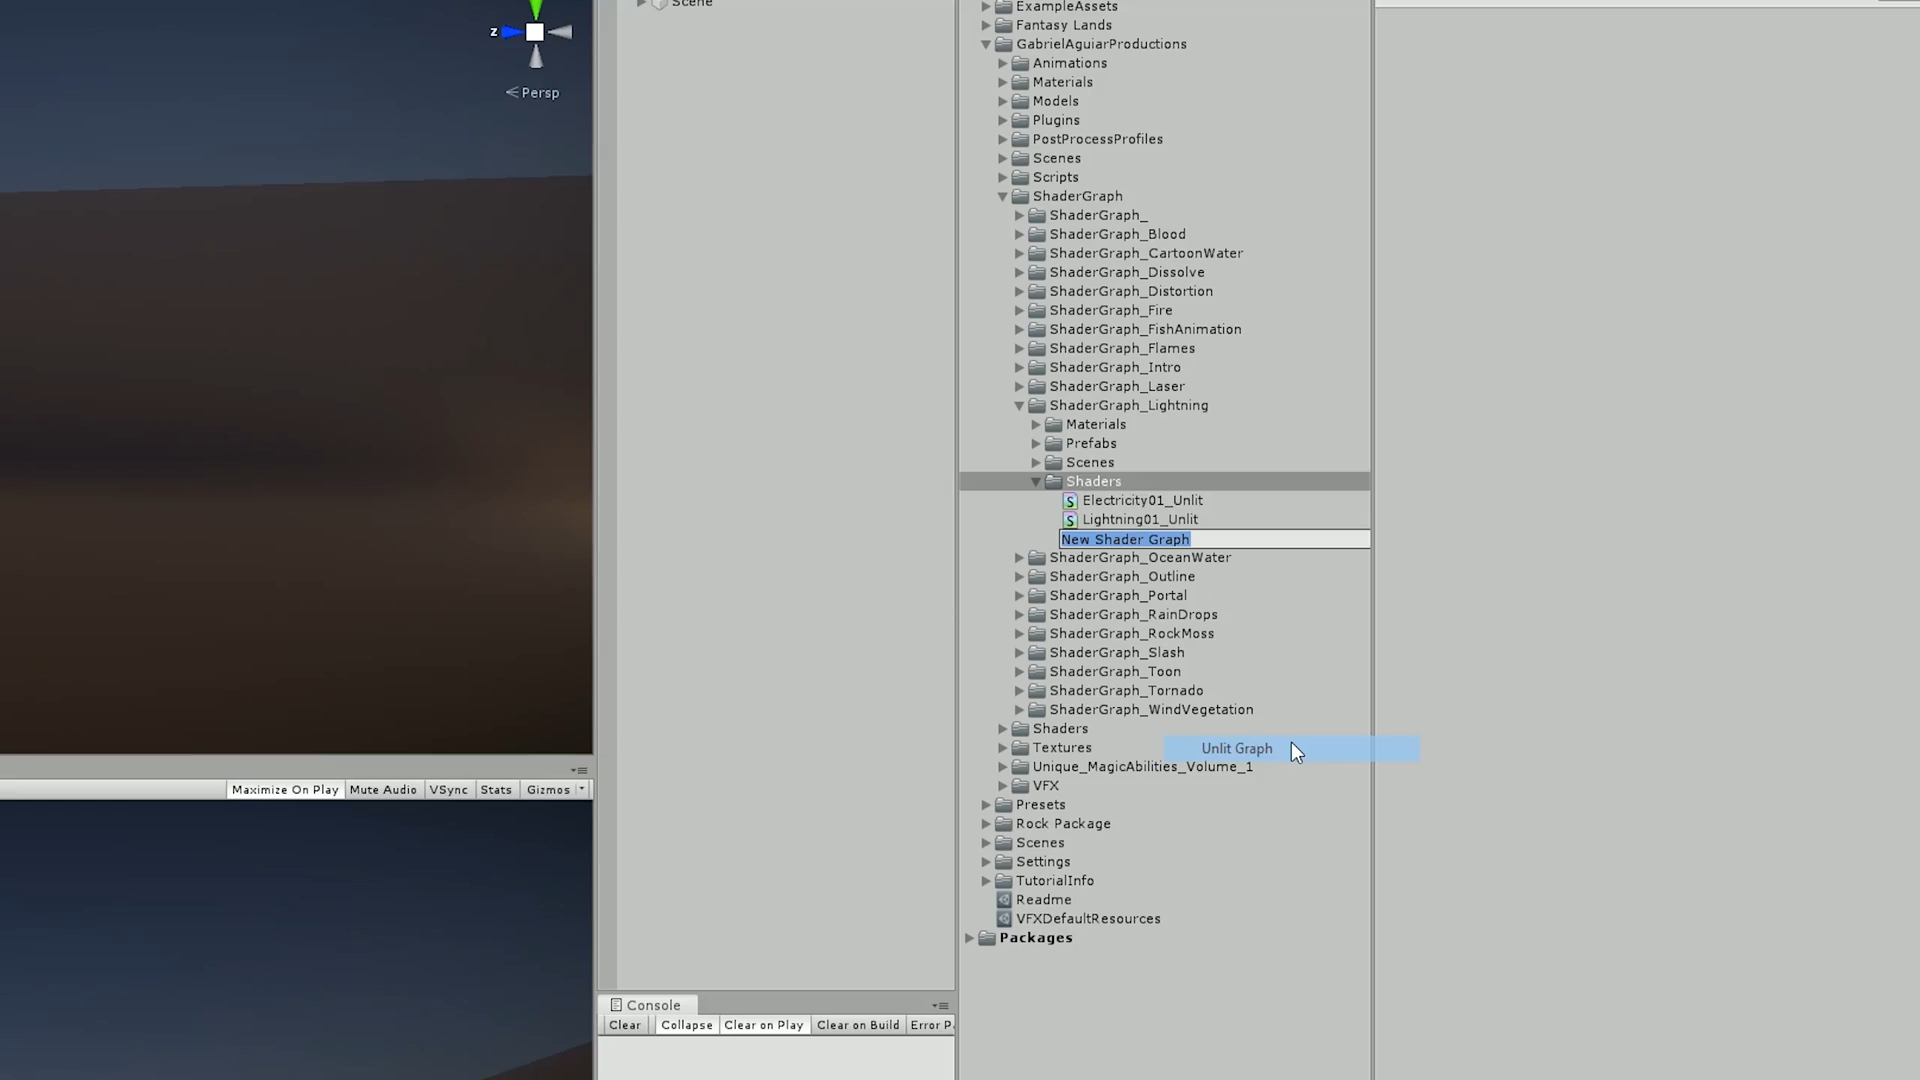 Scene
z
Persp
ExampleAssets
Fantasy Lands
GabrielAguiarProductions
Animations
Materials
Models
Plugins
PostProcessProfiles
Scenes
Scripts
ShaderGraph
ShaderGraph_
ShaderGraph_Blood
ShaderGraph_CartoonWater
ShaderGraph_Dissolve
ShaderGraph_Distortion
ShaderGraph_Fire
ShaderGraph_FishAnimation
ShaderGraph_Flames
ShaderGraph_Intro
ShaderGraph_Laser
ShaderGraph_Lightning
Materials
Prefabs
Scenes
Shaders
Electricity01_Unlit
Lightning01_Unlit
New Shader Graph
ShaderGraph_OceanWater
ShaderGraph_Outline
ShaderGraph_Portal
ShaderGraph_RainDrops
ShaderGraph_RockMoss
ShaderGraph_Slash
ShaderGraph_Toon
ShaderGraph_Tornado
ShaderGraph_WindVegetation
Shaders
Textures
Unlit Graph
Unique_MagicAbilities_Volume_1
VFX
Presets
Rock Package
Scenes
Settings
TutorialInfo
Readme
VFXDefaultResources
Packages
Maximize On Play Mute Audio VSync Stats Gizmos
Console
Clear Collapse Clear on Play Clear on Build Error P